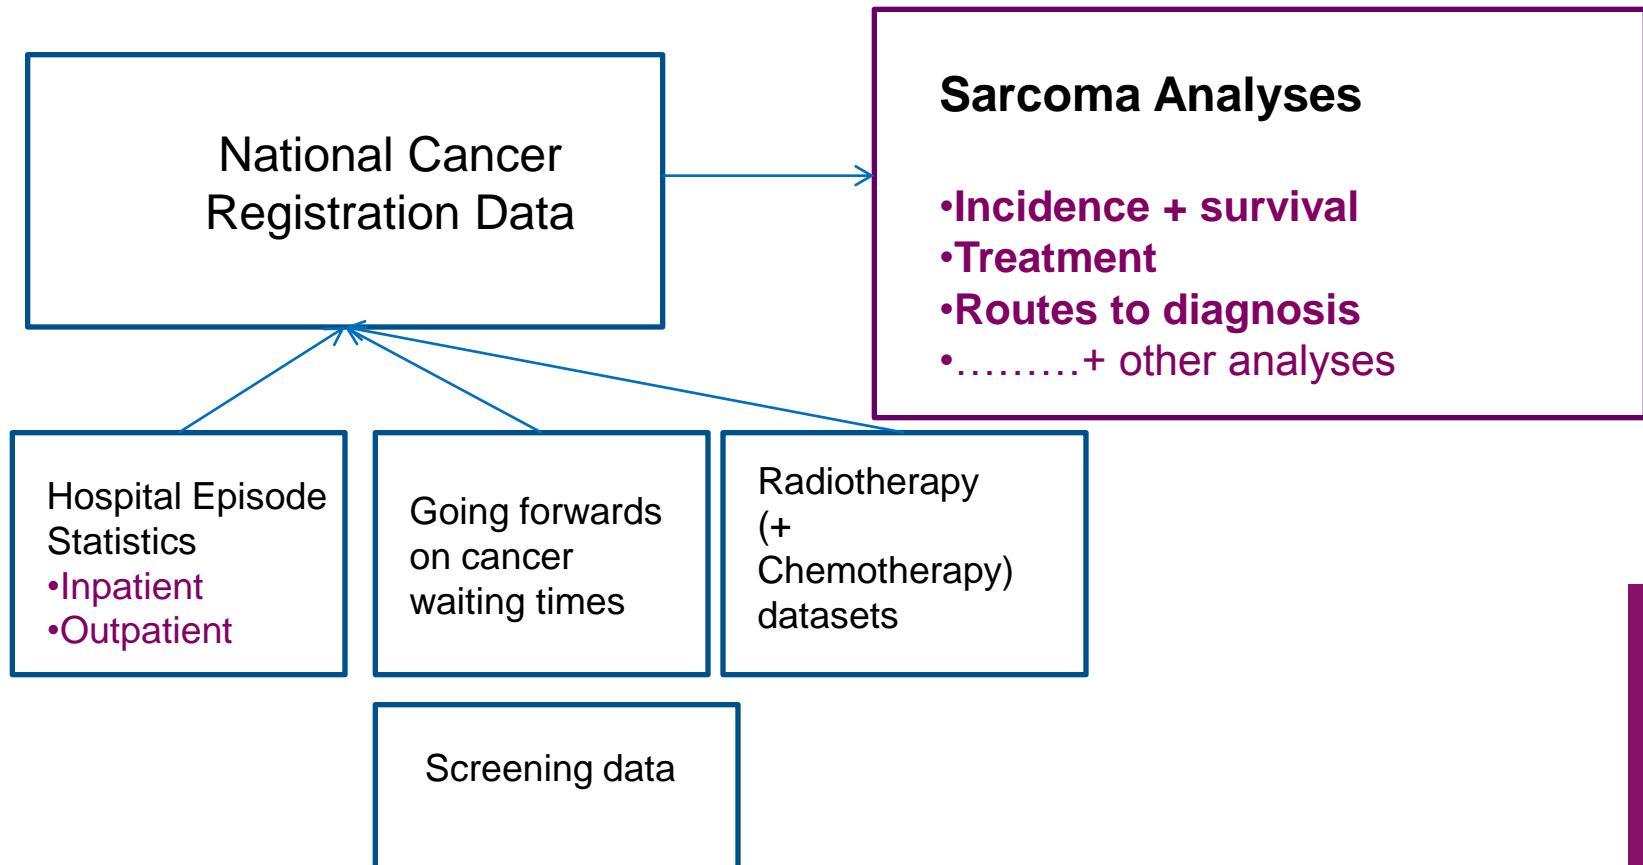 National Cancer
Registration Data
Sarcoma Analyses
•Incidence + survival
•Treatment
•Routes to diagnosis
•.........+ other analyses
Hospital Episode
Statistics
•Inpatient
•Outpatient
Going forwards
on cancer
waiting times
Radiotherapy
(+
Chemotherapy)
datasets
Screening data